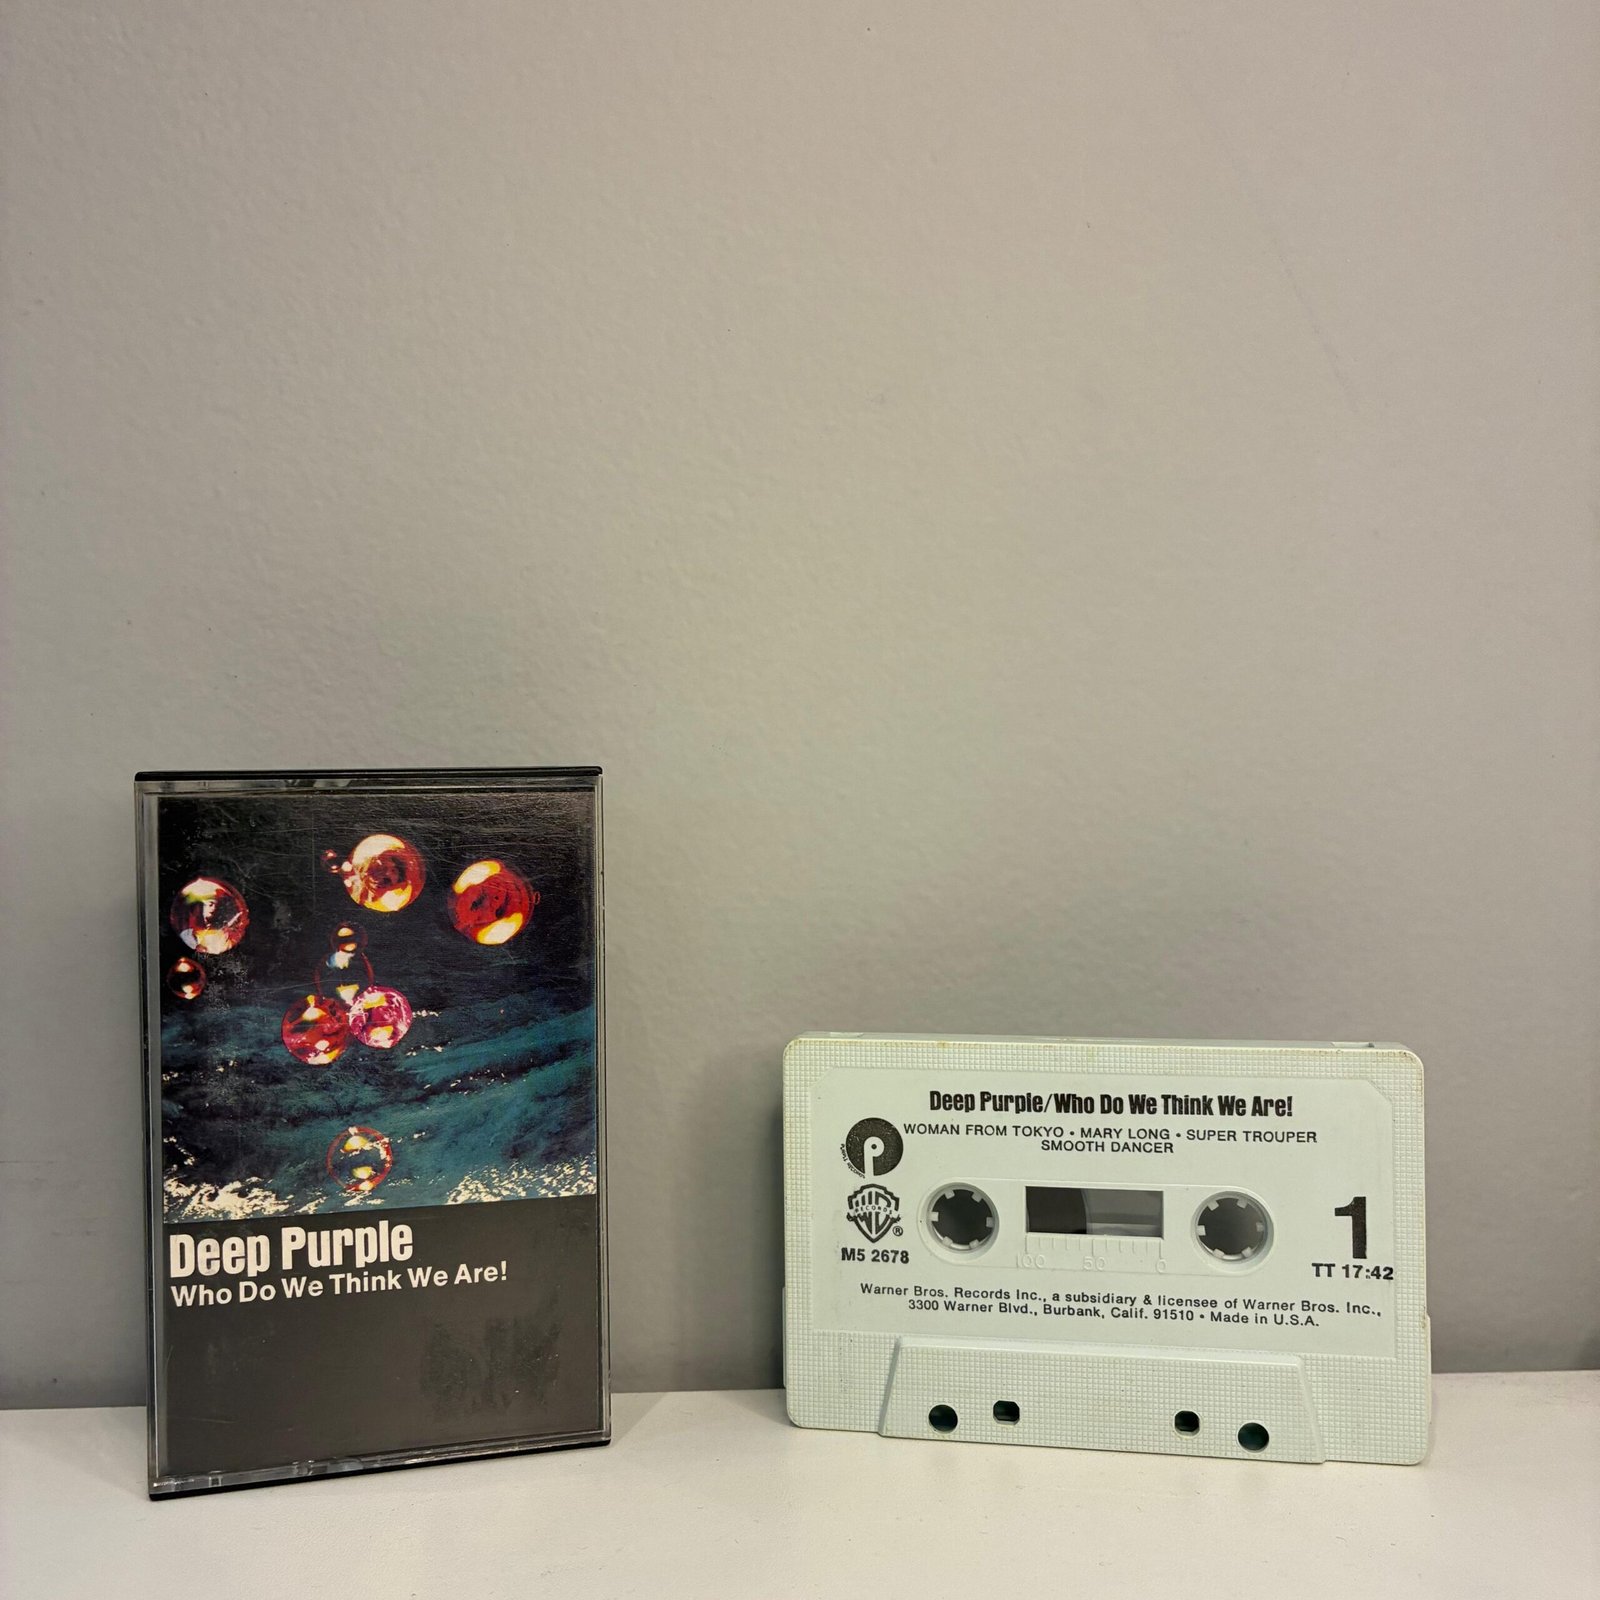 Deep Purple
Who Do We Think We Are!
Deep Purple/Who Do We Think We Are!
WOMAN FROM TOKYO • MARY LONG • SUPER TROUPER
SMOOTH DANCER
P
RECORDS
®
M5 2678
100 50 0
1
TT 17:42
Warner Bros. Records Inc., a subsidiary & licensee of Warner Bros. Inc.,
3300 Warner Blvd., Burbank, Calif. 91510 • Made in U.S.A.